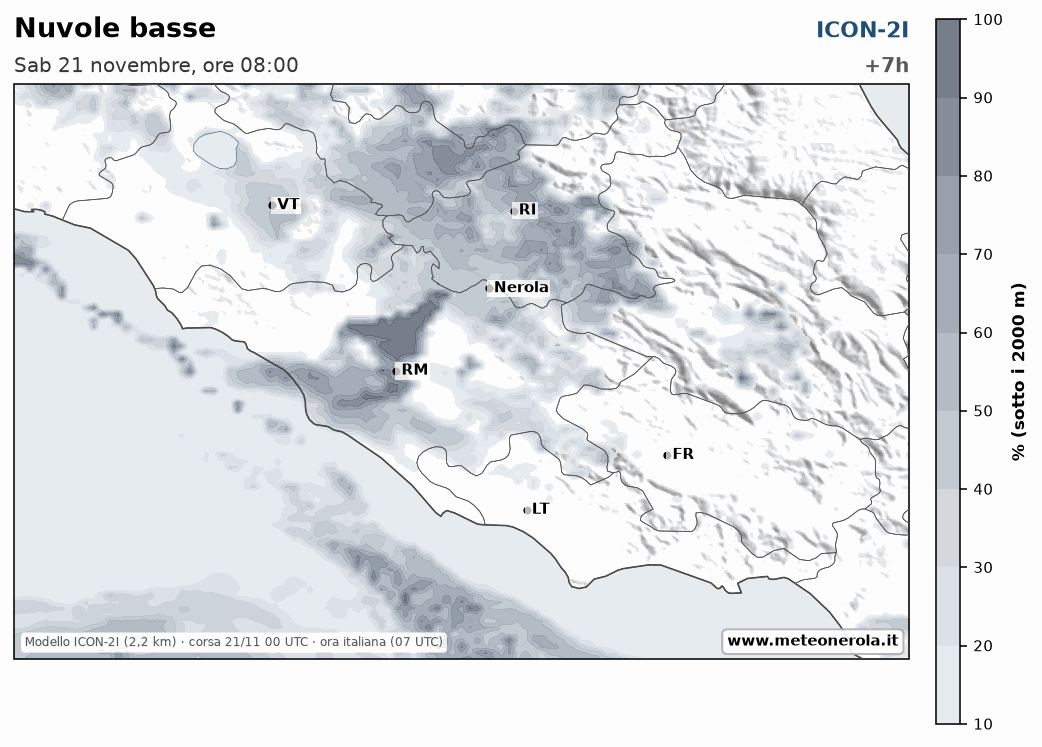 Nuvole basse
ICON-2I
Sab 21 novembre, ore 08:00
+7h
VT
RI
Nerola
RM
FR
LT
Modello ICON-2I (2,2 km) · corsa 21/11 00 UTC · ora italiana (07 UTC)
www.meteonerola.it
100
90
80
70
60
50
40
30
20
10
% (sotto i 2000 m)